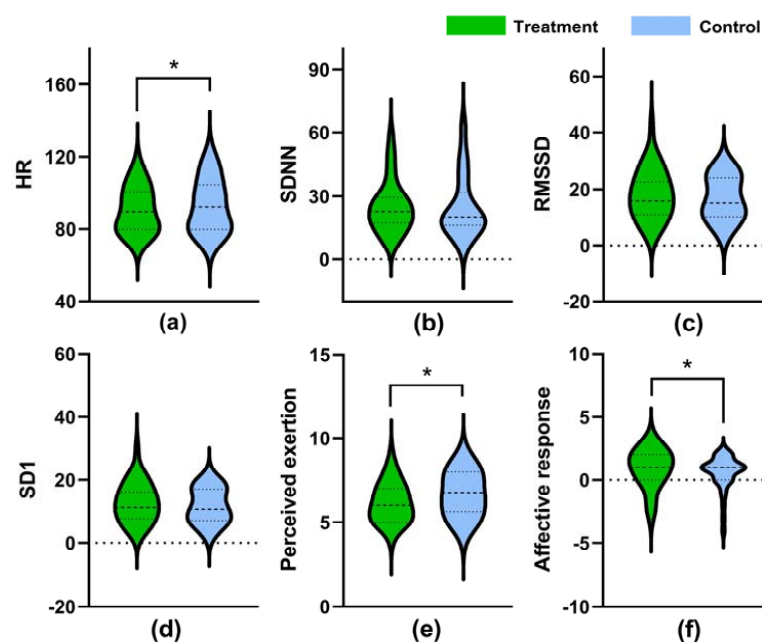 Treatment Control
160
120
80
40
HR
*
(a)
90
60
30
0
SDNN
(b)
60
40
20
0
-20
RMSSD
(c)
60
40
20
0
-20
SD1
(d)
15
10
5
0
Perceived exertion
*
(e)
10
5
0
-5
-10
Affective response
*
(f)